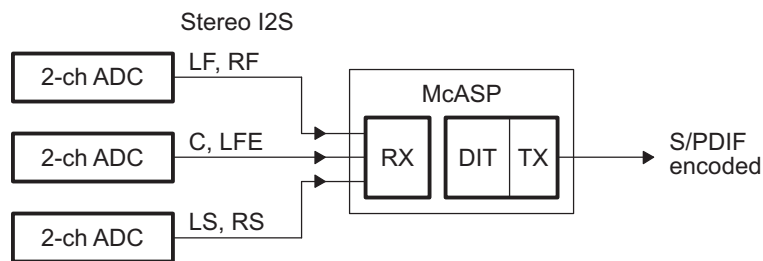 Stereo I2S
2-ch ADC
LF, RF
2-ch ADC
C, LFE
2-ch ADC
LS, RS
McASP
RX
DIT
TX
S/PDIF
encoded